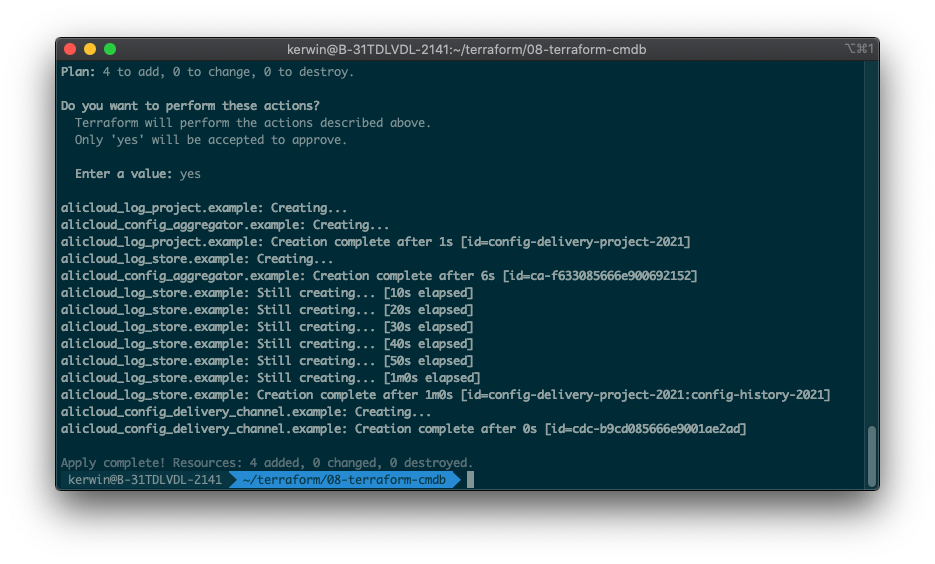 kerwin@B-31TDLVDL-2141:~/terraform/08-terraform-cmdb ⌥⌘1
Plan: 4 to add, 0 to change, 0 to destroy.
Do you want to perform these actions?
Terraform will perform the actions described above.
Only 'yes' will be accepted to approve.
Enter a value: yes
alicloud_log_project.example: Creating...
alicloud_config_aggregator.example: Creating...
alicloud_log_project.example: Creation complete after 1s [id=config-delivery-project-2021]
alicloud_log_store.example: Creating...
alicloud_config_aggregator.example: Creation complete after 6s [id=ca-f633085666e900692152]
alicloud_log_store.example: Still creating... [10s elapsed]
alicloud_log_store.example: Still creating... [20s elapsed]
alicloud_log_store.example: Still creating... [30s elapsed]
alicloud_log_store.example: Still creating... [40s elapsed]
alicloud_log_store.example: Still creating... [50s elapsed]
alicloud_log_store.example: Still creating... [1m0s elapsed]
alicloud_log_store.example: Creation complete after 1m0s [id=config-delivery-project-2021:config-history-2021]
alicloud_config_delivery_channel.example: Creating...
alicloud_config_delivery_channel.example: Creation complete after 0s [id=cdc-b9cd085666e9001ae2ad]
Apply complete! Resources: 4 added, 0 changed, 0 destroyed.
kerwin@B-31TDLVDL-2141 ~/terraform/08-terraform-cmdb